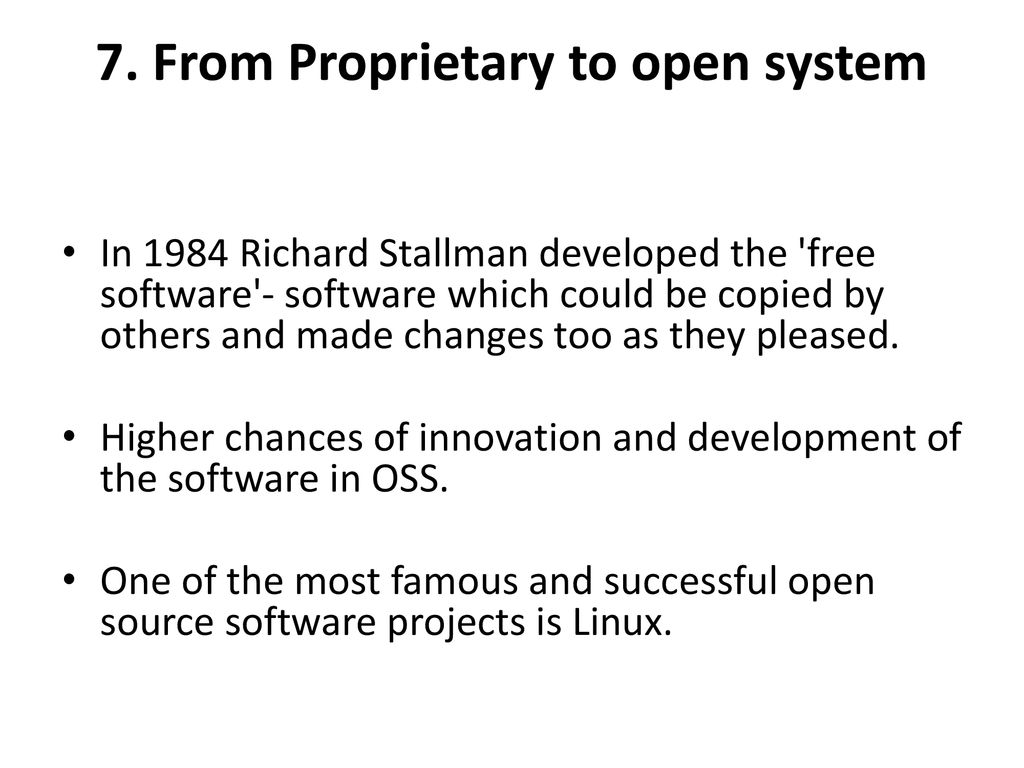 7. From Proprietary to open system
• In 1984 Richard Stallman developed the 'free
software'- software which could be copied by
others and made changes too as they pleased.
• Higher chances of innovation and development of
the software in OSS.
• One of the most famous and successful open
source software projects is Linux.